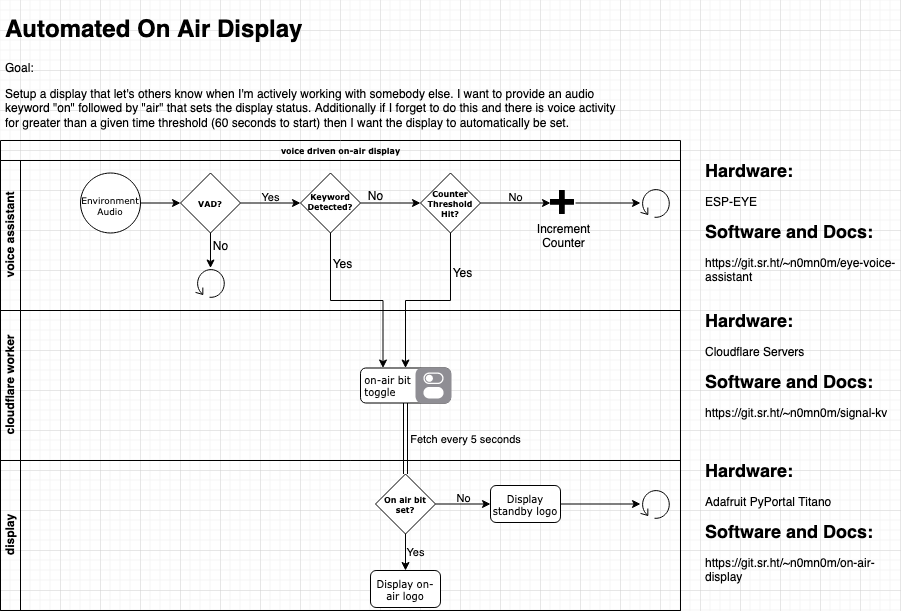 Automated On Air Display
Goal:
Setup a display that let's others know when I'm actively working with somebody else. I want to provide an audio
keyword "on" followed by "air" that sets the display status. Additionally if I forget to do this and there is voice activity
for greater than a given time threshold (60 seconds to start) then I want the display to automatically be set.
voice driven on-air display
voice assistant
Environment
Audio
VAD?
Yes
No
Keyword
Detected?
No
Yes
Counter
Threshold
Hit?
No
Yes
Increment
Counter
Hardware:
ESP-EYE
Software and Docs:
https://git.sr.ht/~n0mn0m/eye-voice-
assistant
cloudflare worker
on-air bit
toggle
Fetch every 5 seconds
Hardware:
Cloudflare Servers
Software and Docs:
https://git.sr.ht/~n0mn0m/signal-kv
display
On air bit
set?
No
Display
standby logo
Yes
Display on-
air logo
Hardware:
Adafruit PyPortal Titano
Software and Docs:
https://git.sr.ht/~n0mn0m/on-air-
display